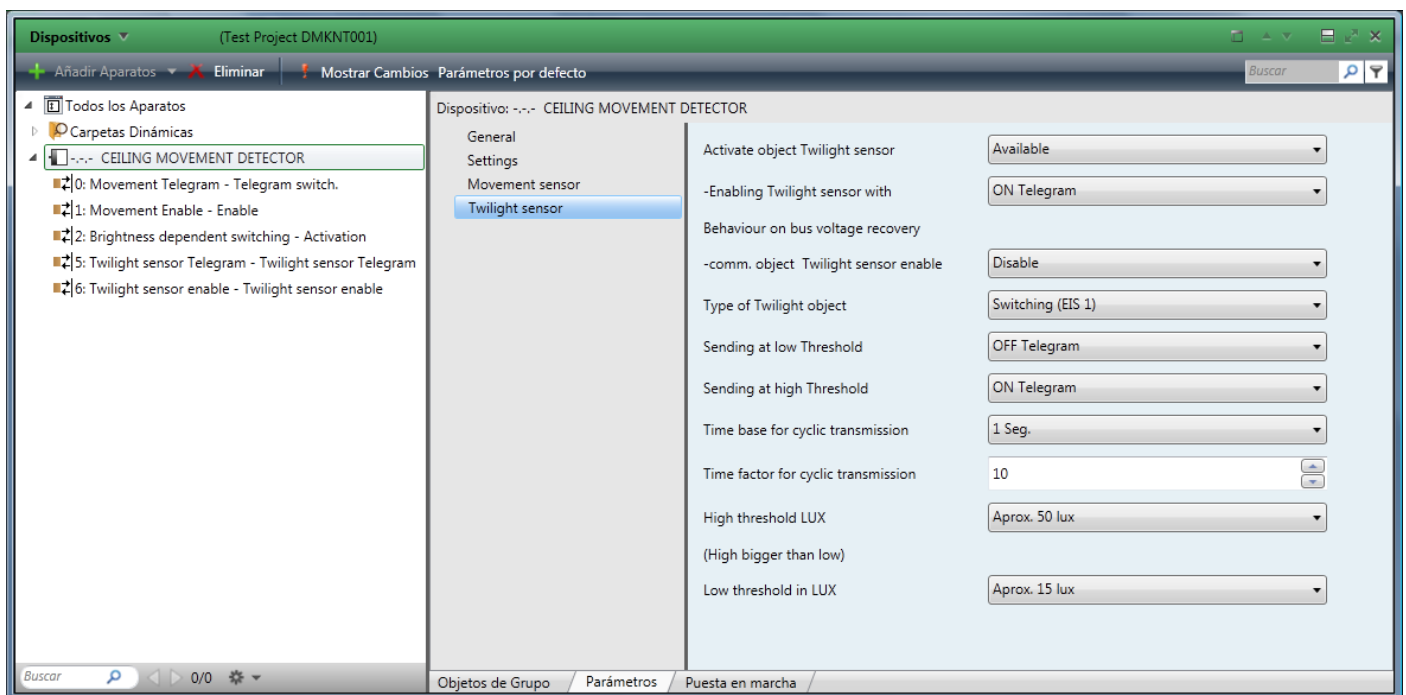 Dispositivos (Test Project DMKNT001)
Añadir Aparatos Eliminar Mostrar Cambios Parámetros por defecto Buscar
Todos los Aparatos
Carpetas Dinámicas
-.-.- CEILING MOVEMENT DETECTOR
0: Movement Telegram - Telegram switch.
1: Movement Enable - Enable
2: Brightness dependent switching - Activation
5: Twilight sensor Telegram - Twilight sensor Telegram
6: Twilight sensor enable - Twilight sensor enable
Buscar 0/0
Dispositivo: -.-.- CEILING MOVEMENT DETECTOR
General
Settings
Movement sensor
Twilight sensor
Activate object Twilight sensor Available
-Enabling Twilight sensor with ON Telegram
Behaviour on bus voltage recovery
-comm. object Twilight sensor enable Disable
Type of Twilight object Switching (EIS 1)
Sending at low Threshold OFF Telegram
Sending at high Threshold ON Telegram
Time base for cyclic transmission 1 Seg.
Time factor for cyclic transmission 10
High threshold LUX Aprox. 50 lux
(High bigger than low)
Low threshold in LUX Aprox. 15 lux
Objetos de Grupo Parámetros Puesta en marcha